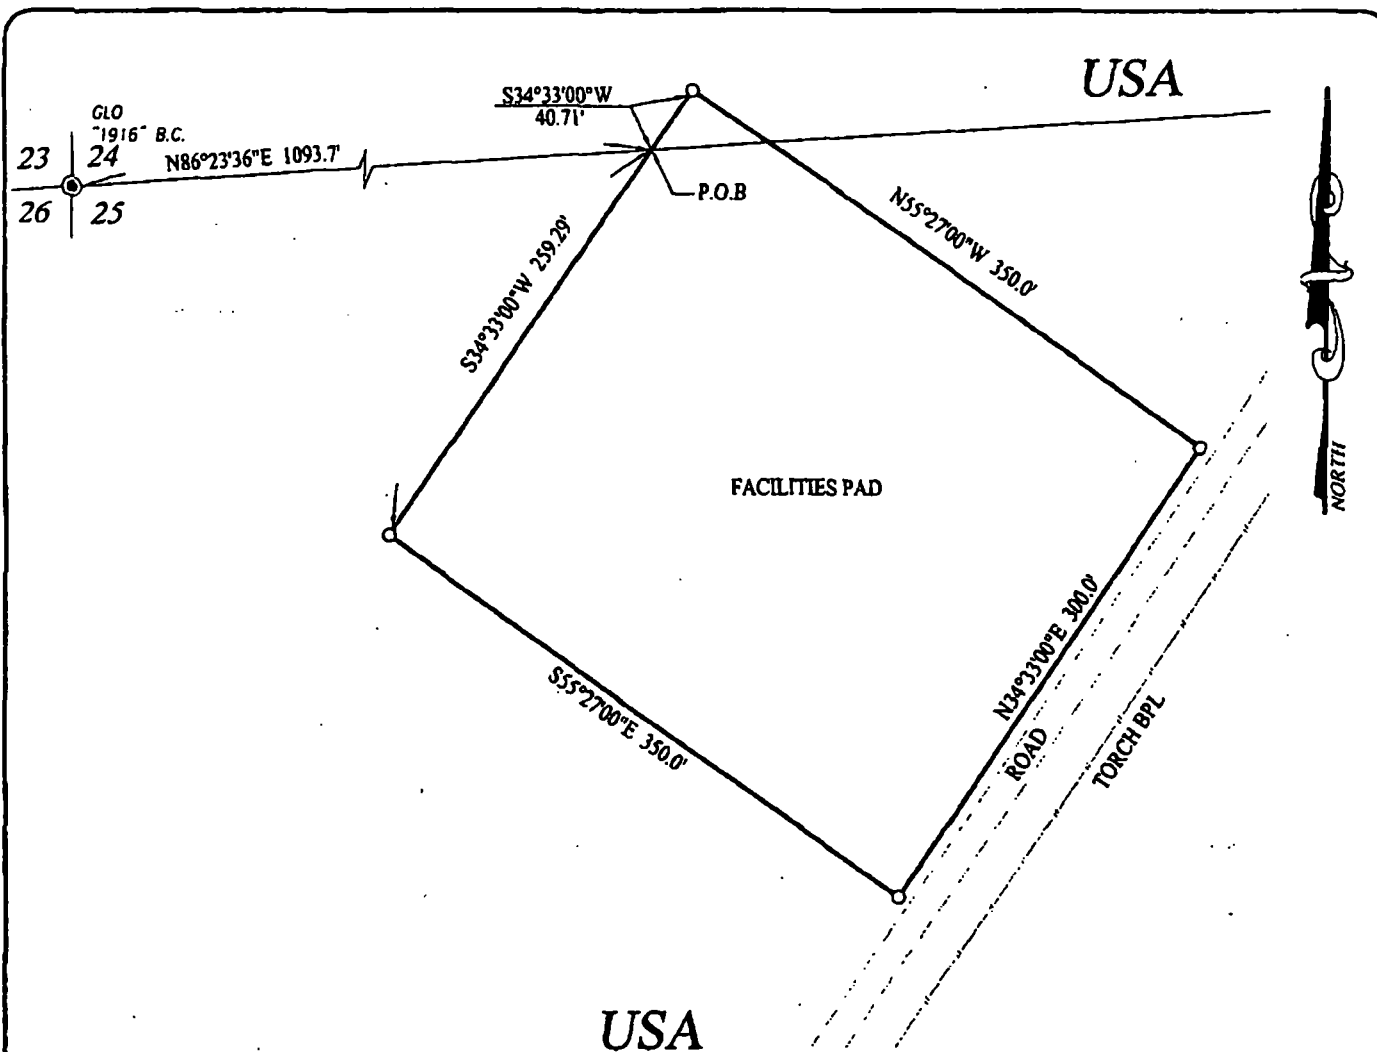 USA
S34°33'00"W
40.71'
GLO
"1916" B.C.
23 24
N86°23'36"E 1093.7'
26 25
P.O.B
N55°27'00"W 350.0'
S34°33'00"W 259.29'
FACILITIES PAD
NORTH
N34°33'00"E 300.0'
S55°27'00"E 350.0'
ROAD
TORCH BPL
USA